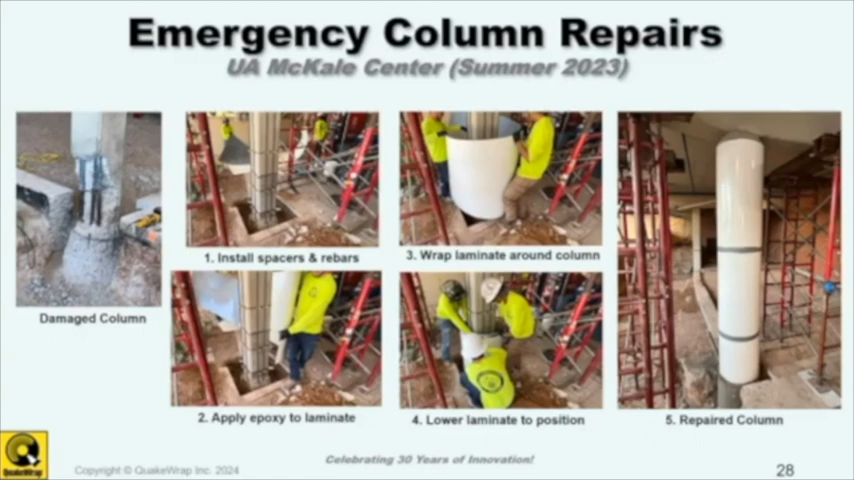 Emergency Column Repairs
UA McKale Center (Summer 2023)
Damaged Column
1. Install spacers & rebars
2. Apply epoxy to laminate
3. Wrap laminate around column
4. Lower laminate to position
5. Repaired Column
QuakeWrap
Copyright © QuakeWrap Inc. 2024
Celebrating 30 Years of Innovation!
28